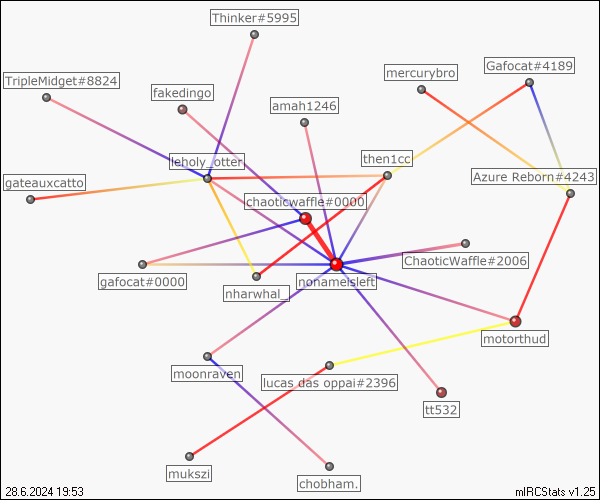 Thinker#5995
Gafocat#4189
mercurybro
TripleMidget#8824
fakedingo
amah1246
leholy_otter
then1cc
gateauxcatto
Azure Reborn#4243
chaoticwaffle#0000
ChaoticWaffle#2006
gafocat#0000
nonameisleft
nharwhal_
motorthud
moonraven
lucas das oppai#2396
tt532
mukszi
chobham.
28.6.2024 19:53
mIRCStats v1.25